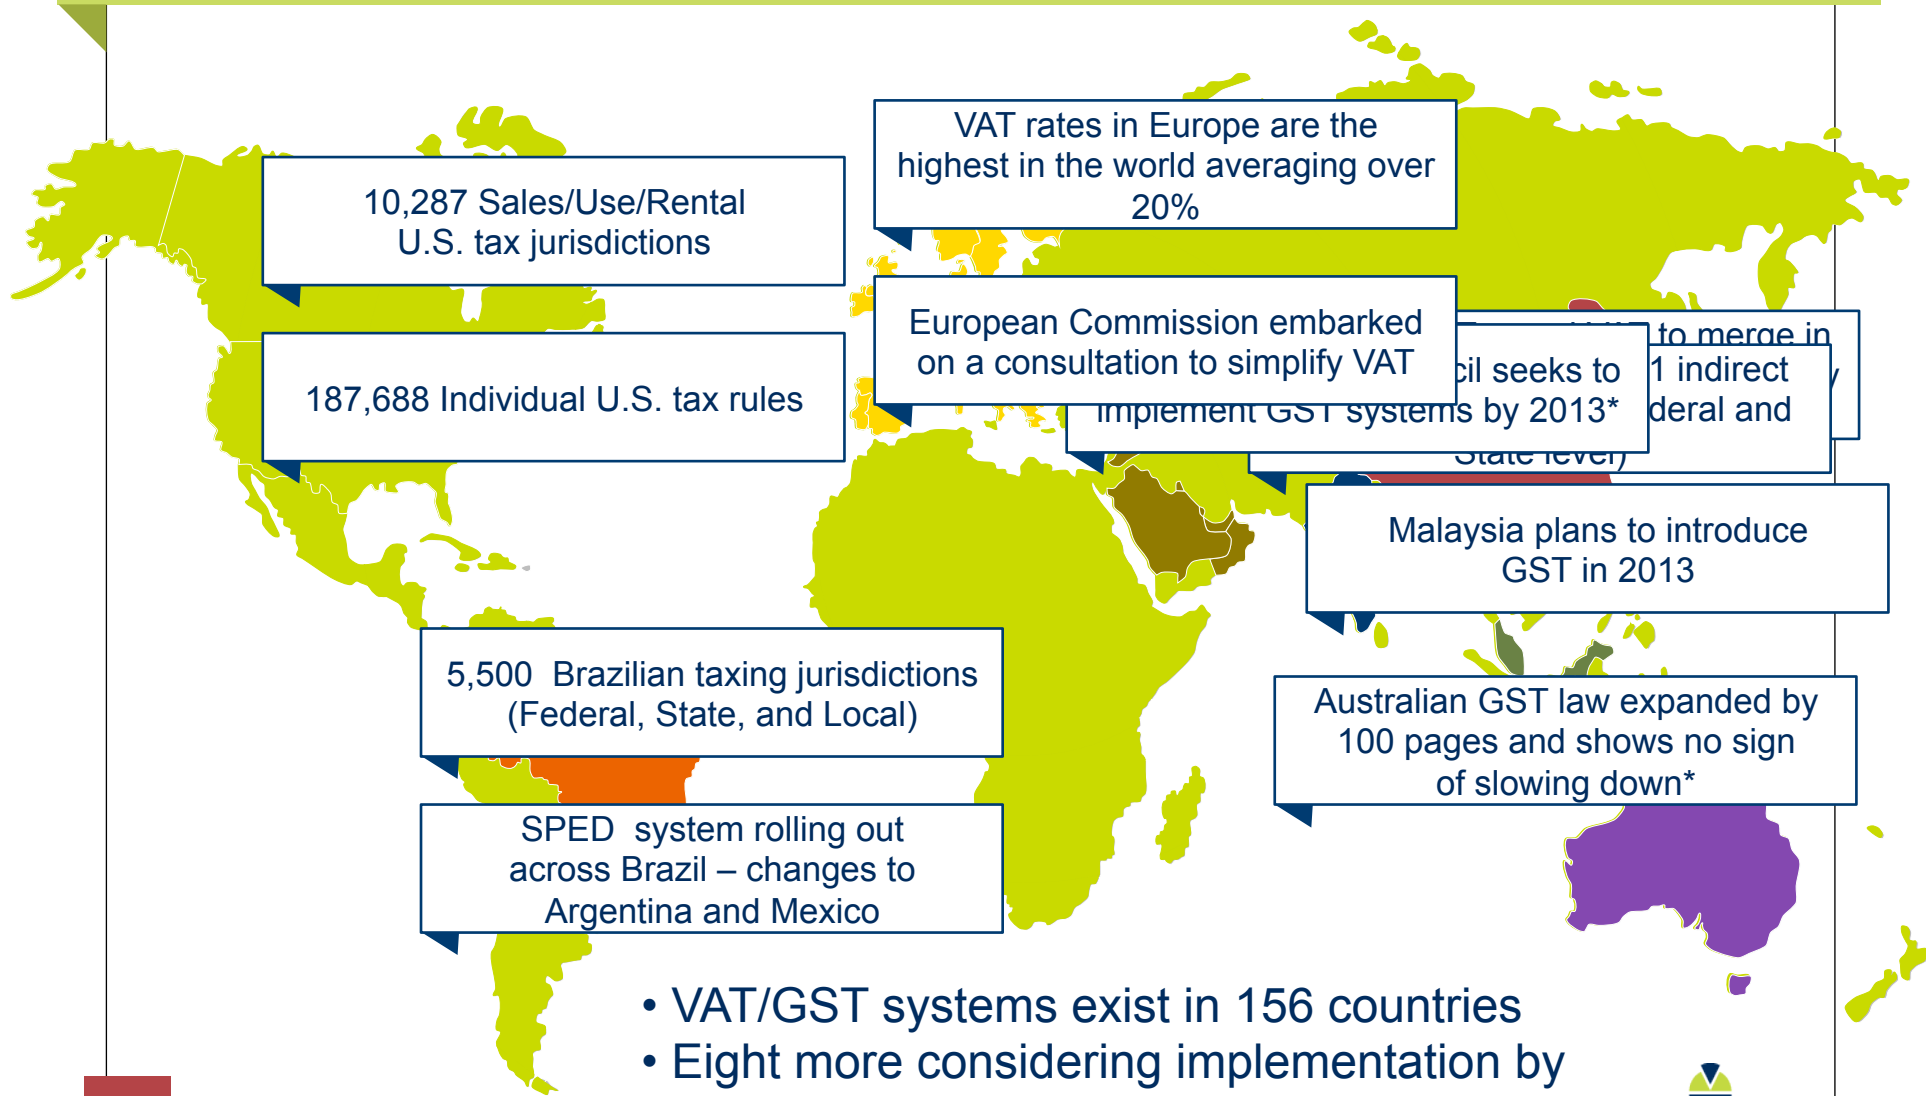 VAT rates in Europe are the
highest in the world averaging over
20%
10,287 Sales/Use/Rental
U.S. tax jurisdictions
European Commission embarked
on a consultation to simplify VAT
to merge in
cil seeks to
1 indirect
187,688 Individual U.S. tax rules
implement GST systems by 2013*
deral and
State level)
Malaysia plans to introduce
GST in 2013
5,500 Brazilian taxing jurisdictions
(Federal, State, and Local)
Australian GST law expanded by
100 pages and shows no sign
of slowing down*
SPED system rolling out
across Brazil – changes to
Argentina and Mexico
• VAT/GST systems exist in 156 countries
• Eight more considering implementation by